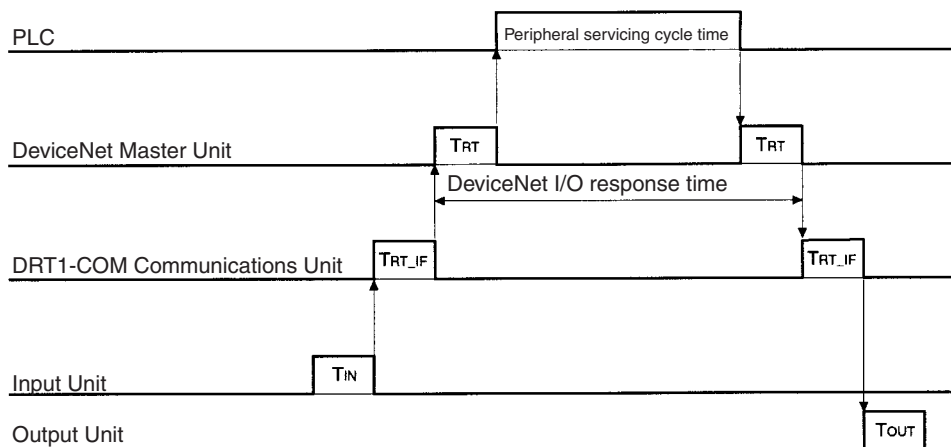 PLC
Peripheral servicing cycle time
DeviceNet Master Unit
TRT
TRT
DeviceNet I/O response time
DRT1-COM Communications Unit
TRT_IF
TRT_IF
Input Unit
TIN
Output Unit
TOUT